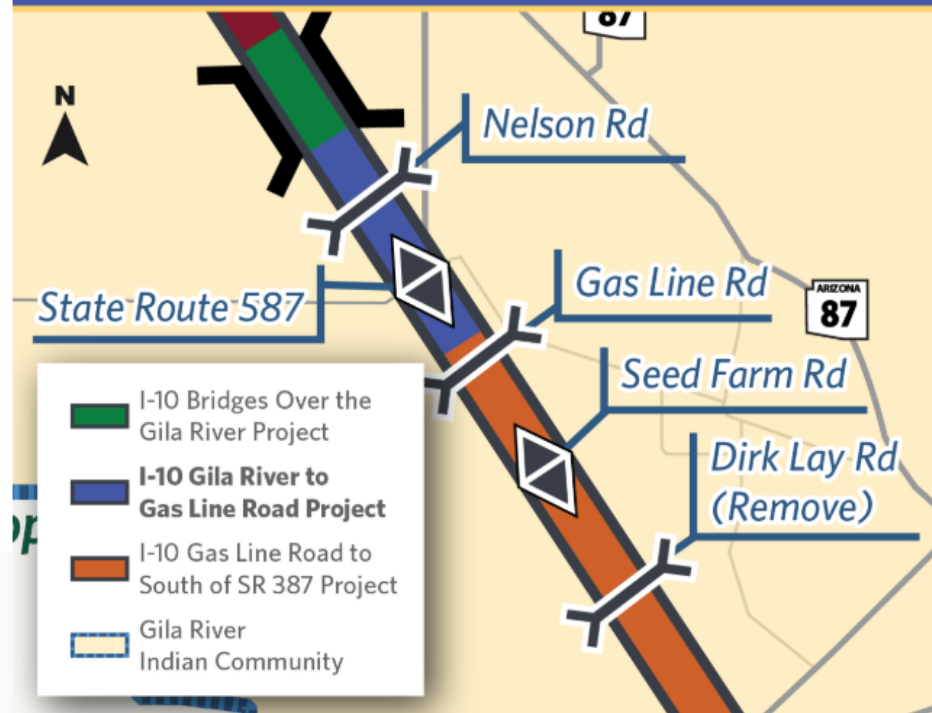 87
N
Nelson Rd
Gas Line Rd
State Route 587
ARIZONA
87
Seed Farm Rd
Dirk Lay Rd
(Remove)
I-10 Bridges Over the
Gila River Project
I-10 Gila River to
Gas Line Road Project
I-10 Gas Line Road to
South of SR 387 Project
Gila River
Indian Community